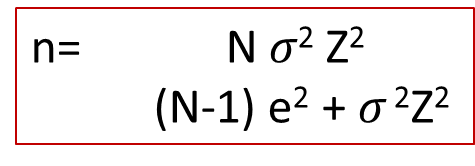 n= N σ² Z²
(N-1) e² + σ ²Z²